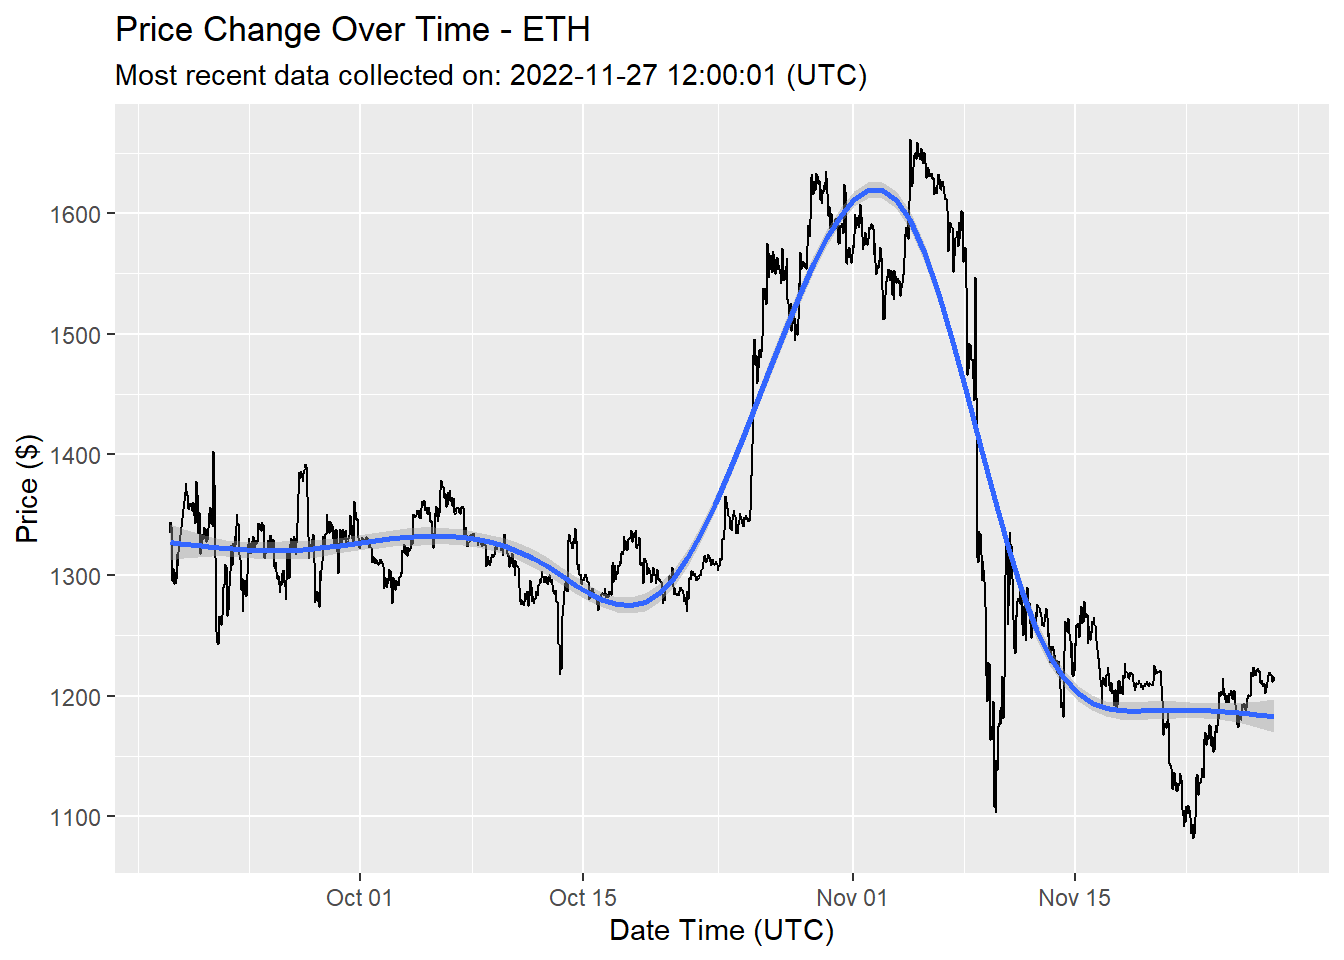 Price Change Over Time - ETH
Most recent data collected on: 2022-11-27 12:00:01 (UTC)
Price ($)
1600
1500
1400
1300
1200
1100
Oct 01
Oct 15
Nov 01
Nov 15
Date Time (UTC)